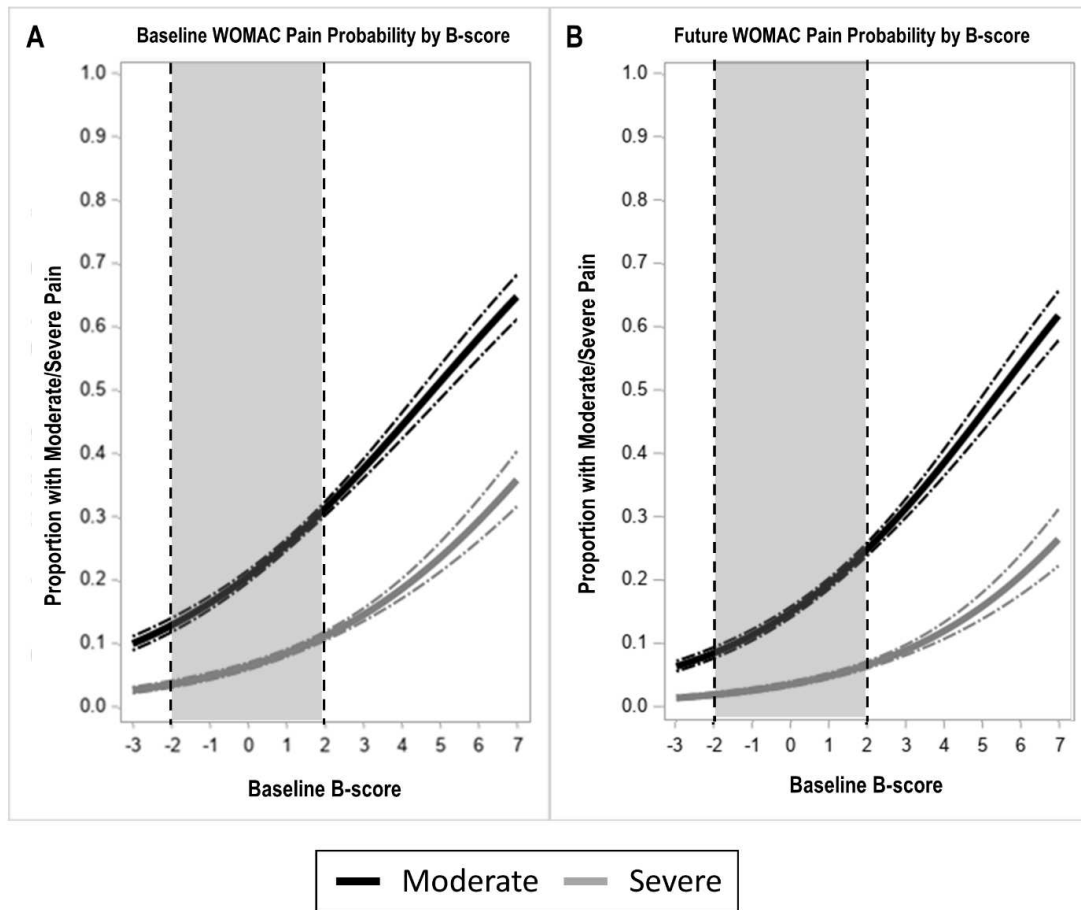 A
Baseline WOMAC Pain Probability by B-score
Proportion with Moderate/Severe Pain
1.0
0.9
0.8
0.7
0.6
0.5
0.4
0.3
0.2
0.1
0.0
-3 -2 -1 0 1 2 3 4 5 6 7
Baseline B-score
B
Future WOMAC Pain Probability by B-score
Proportion with Moderate/Severe Pain
1.0
0.9
0.8
0.7
0.6
0.5
0.4
0.3
0.2
0.1
0.0
-3 -2 -1 0 1 2 3 4 5 6 7
Baseline B-score
Moderate Severe